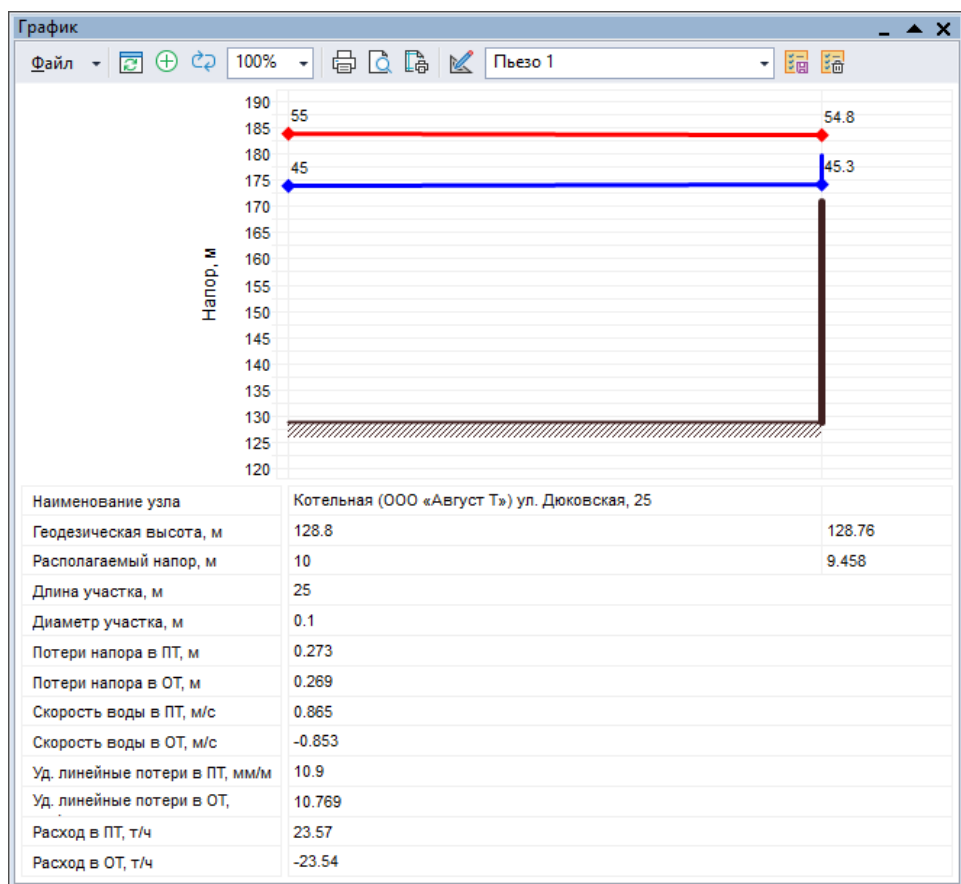 График
Файл 100% Пьезо 1
Напор, м
190
185
180
175
170
165
160
155
150
145
140
135
130
125
120
55 54.8
45 45.3
Наименование узла Котельная (ООО «Август Т») ул. Дюковская, 25
Геодезическая высота, м 128.8 128.76
Располагаемый напор, м 10 9.458
Длина участка, м 25
Диаметр участка, м 0.1
Потери напора в ПТ, м 0.273
Потери напора в ОТ, м 0.269
Скорость воды в ПТ, м/с 0.865
Скорость воды в ОТ, м/с -0.853
Уд. линейные потери в ПТ, мм/м 10.9
Уд. линейные потери в ОТ, 10.769
Расход в ПТ, т/ч 23.57
Расход в ОТ, т/ч -23.54